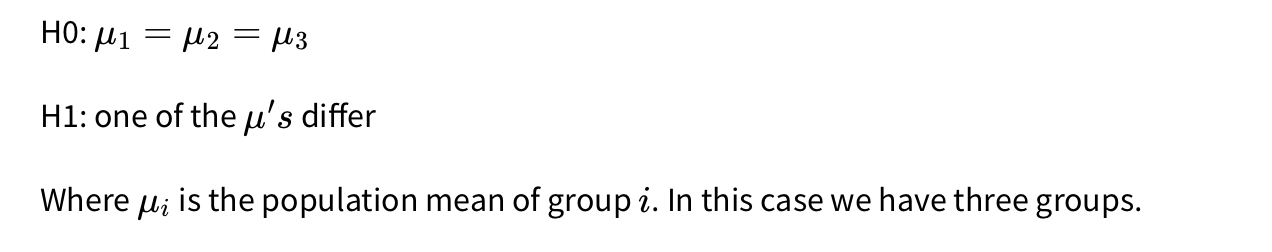 H0: μ₁ = μ₂ = μ₃
H1: one of the μ's differ
Where μᵢ is the population mean of group i. In this case we have three groups.